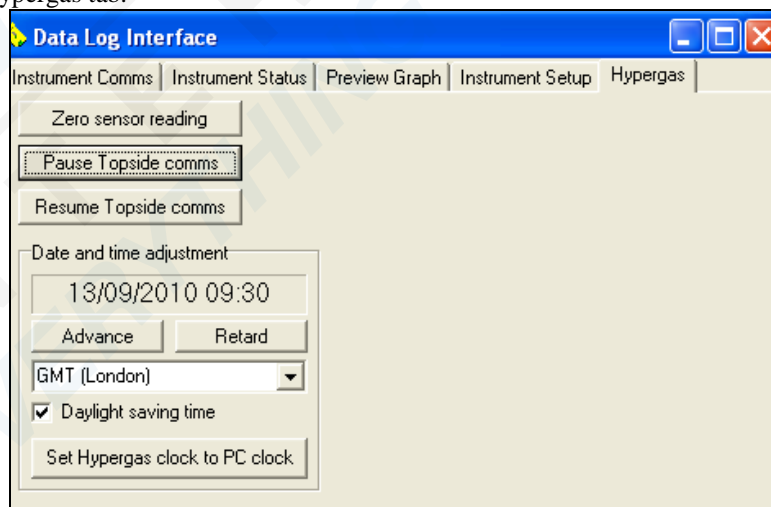 ypergas tab.
Data Log Interface
Instrument Comms Instrument Status Preview Graph Instrument Setup Hypergas
Zero sensor reading
Pause Topside comms
Resume Topside comms
Date and time adjustment
13/09/2010 09:30
Advance Retard
GMT (London)
Daylight saving time
Set Hypergas clock to PC clock